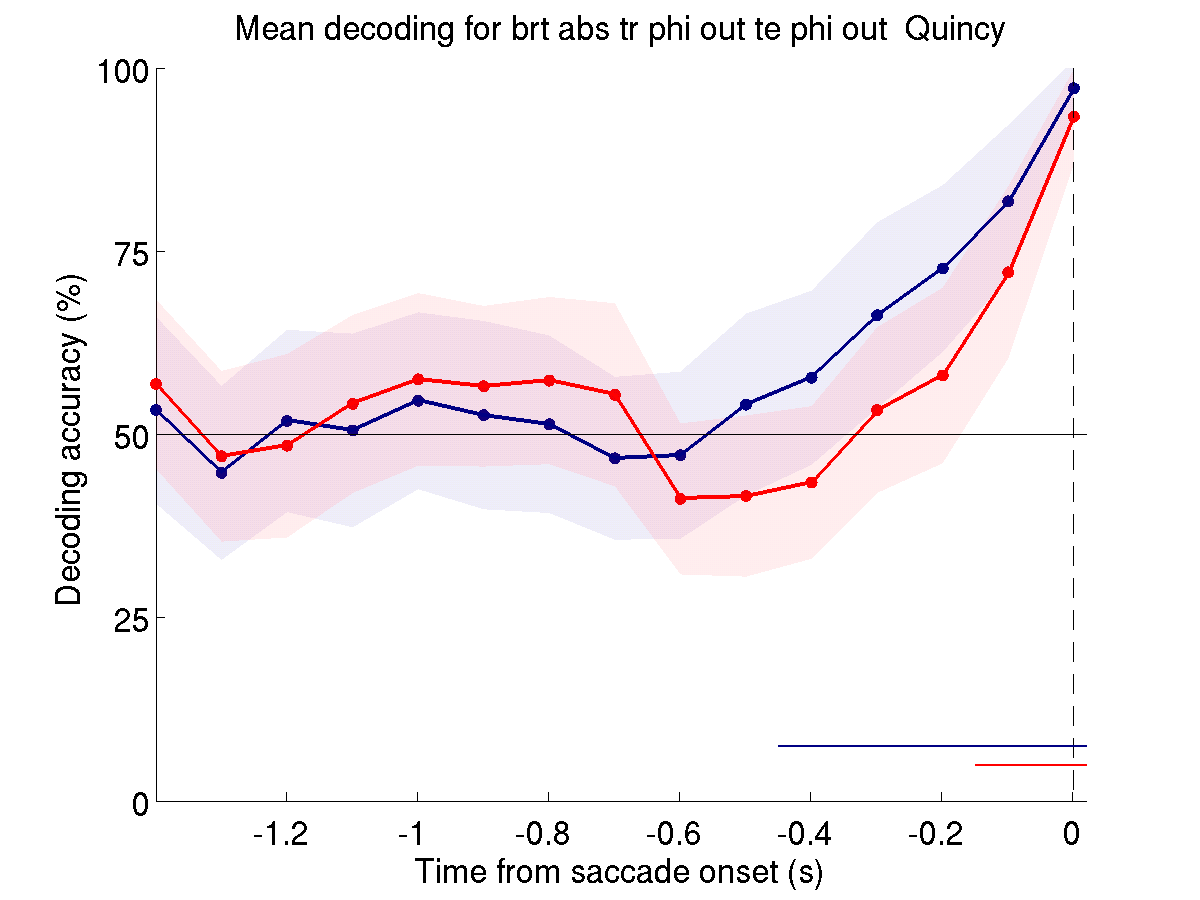 Mean decoding for brt abs tr phi out te phi out  Quincy
100
75
50
25
0
Decoding accuracy (%)
-1.2 -1 -0.8 -0.6 -0.4 -0.2 0
Time from saccade onset (s)